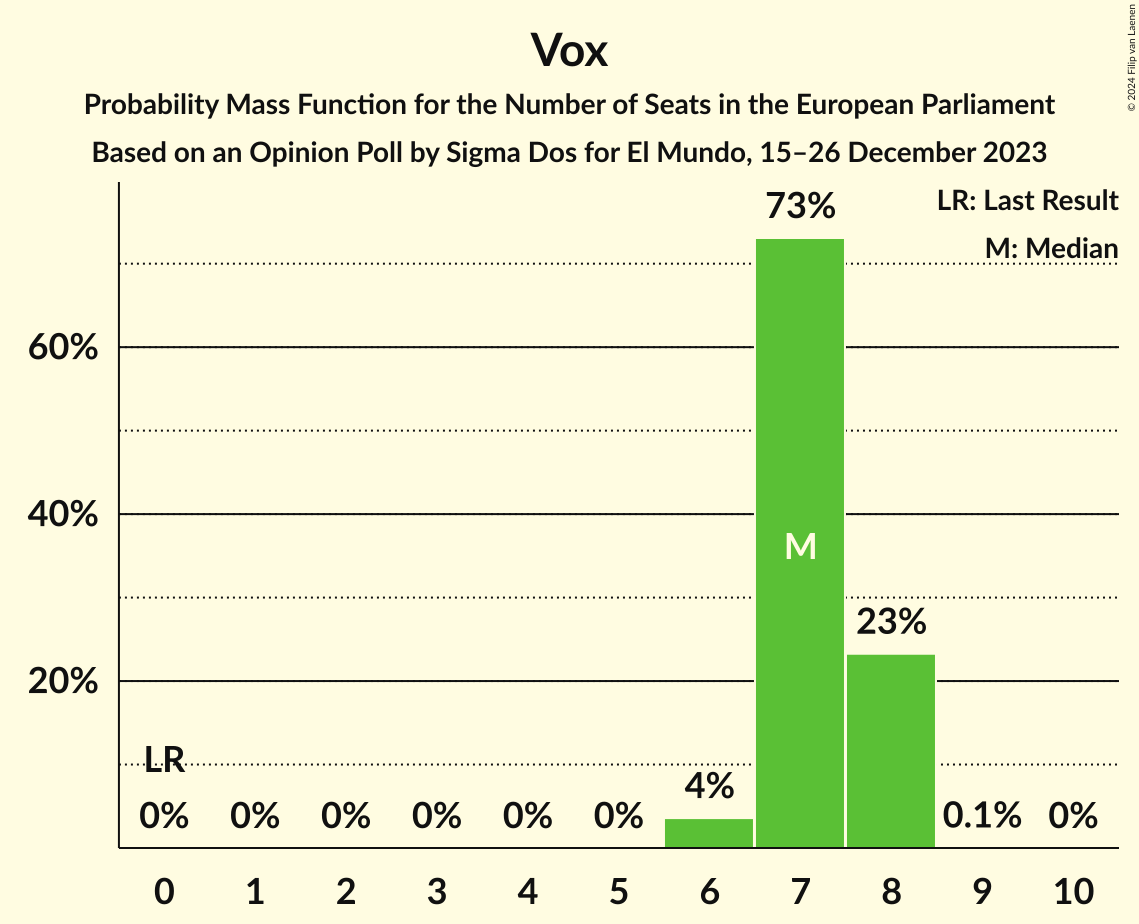 Vox
Probability Mass Function for the Number of Seats in the European Parliament
Based on an Opinion Poll by Sigma Dos for El Mundo, 15–26 December 2023
© 2024 Filip van Laenen
LR: Last Result
M: Median
73%
60%
40%
M
23%
20%
LR
4%
0% 0% 0% 0% 0% 0% 0.1% 0%
0 1 2 3 4 5 6 7 8 9 10